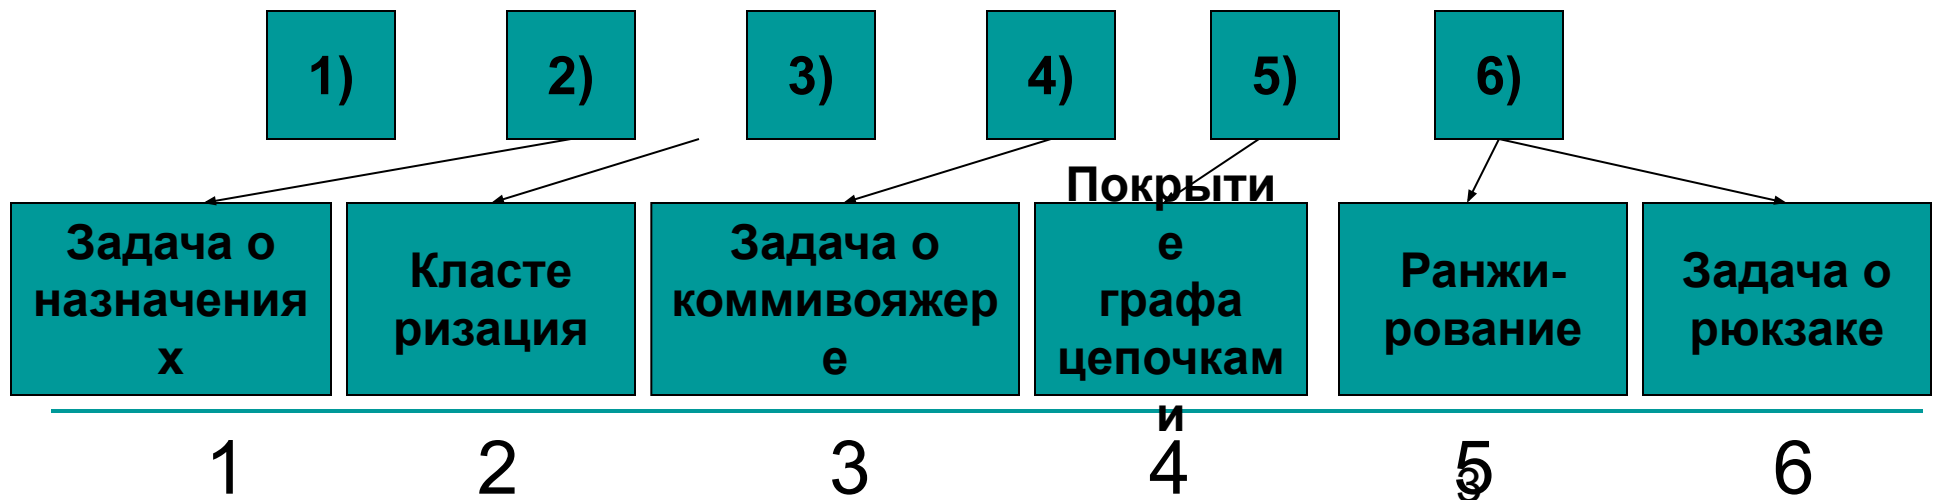 1) 2) 3) 4) 5) 6)
Задача о
назначения
х
Класте
ризация
Задача о
коммивояжер
е
Покрыти
е
графа
цепочкам
и
Ранжи-
рование
Задача о
рюкзаке
1 2 3 4 5 6
3